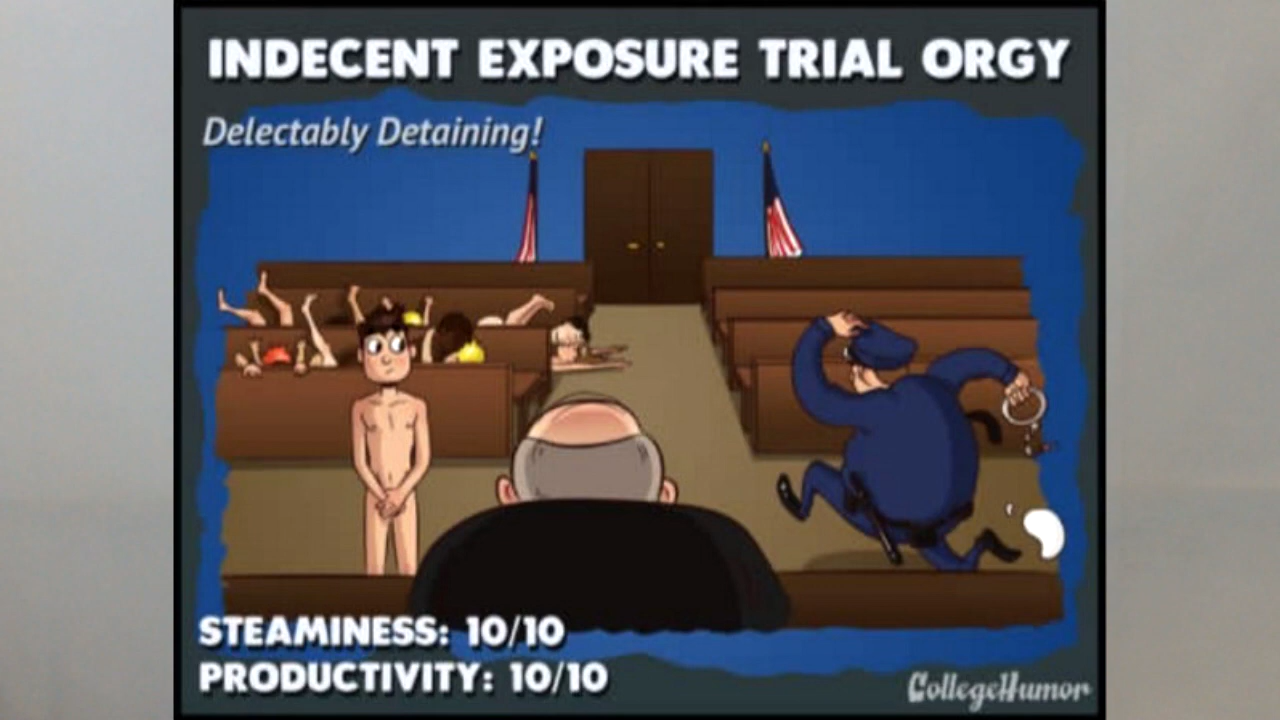 INDECENT EXPOSURE TRIAL ORGY
Delectably Detaining!
STEAMINESS: 10/10
PRODUCTIVITY: 10/10
CollegeHumor